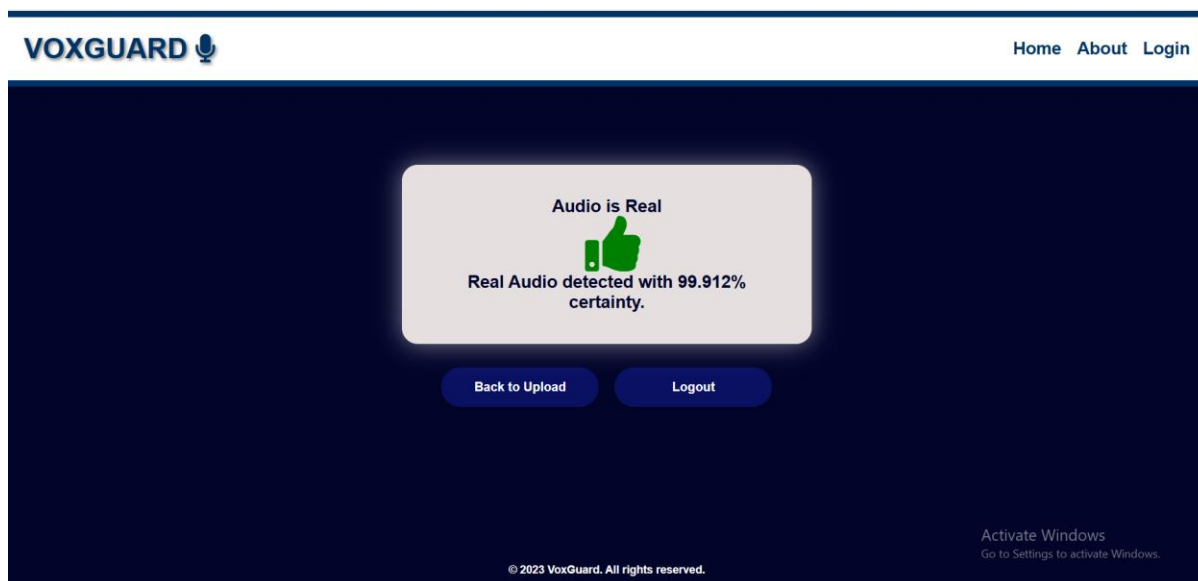 VOXGUARD
Home About Login
Audio is Real
Real Audio detected with 99.912%
certainty.
Back to Upload
Logout
Activate Windows
Go to Settings to activate Windows.
© 2023 VoxGuard. All rights reserved.